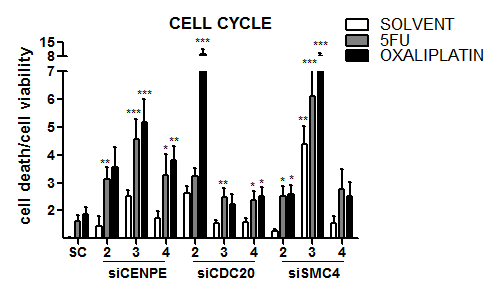 CELL CYCLE
SOLVENT
5FU
OXALIPLATIN
cell death/cell viability
15
8
7
6
5
4
3
2
** *** *** * ** *** ** * * * * ** *** ***
SC 2 3 4 2 3 4 2 3 4
siCENPE siCDC20 siSMC4